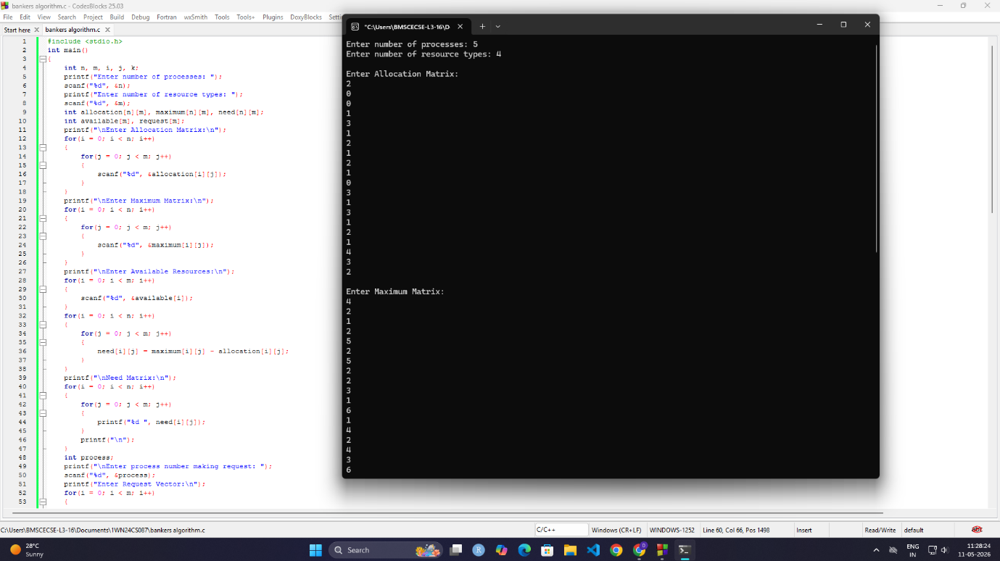 bankers algorithm.c - Code::Blocks 25.03
File Edit View Search Project Build Debug Fortran wxSmith Tools Tools+ Plugins DoxyBlocks
Start here
bankers algorithm.c
1 #include <stdio.h>
2 int main()
3 {
4 int n, m, i, j, k;
5 printf("Enter number of processes: ");
6 scanf("%d", &n);
7 printf("Enter number of resource types: ");
8 scanf("%d", &m);
9 int allocation[n][m], maximum[n][m], need[n][m];
10 int available[m], request[m];
11 printf("\nEnter Allocation Matrix:\n");
12 for(i = 0; i < n; i++)
13 {
14 for(j = 0; j < m; j++)
15 {
16 scanf("%d", &allocation[i][j]);
17 }
18 }
19 printf("\nEnter Maximum Matrix:\n");
20 for(i = 0; i < n; i++)
21 {
22 for(j = 0; j < m; j++)
23 {
24 scanf("%d", &maximum[i][j]);
25 }
26 }
27 printf("\nEnter Available Resources:\n");
28 for(i = 0; i < m; i++)
29 {
30 scanf("%d", &available[i]);
31 }
32 for(i = 0; i < n; i++)
33 {
34 for(j = 0; j < m; j++)
35 {
36 need[i][j] = maximum[i][j] - allocation[i][j];
37 }
38 }
39 printf("\nNeed Matrix:\n");
40 for(i = 0; i < n; i++)
41 {
42 for(j = 0; j < m; j++)
43 {
44 printf("%d ", need[i][j]);
45 }
46 printf("\n");
47 }
48 int process;
49 printf("\nEnter process number making request: ");
50 scanf("%d", &process);
51 printf("Enter Request Vector:\n");
52 for(i = 0; i < m; i++)
53 {
"C:\Users\BMSCECSE-L3-16\D
Enter number of processes: 5
Enter number of resource types: 4
Enter Allocation Matrix:
2
0
0
1
3
1
2
1
2
1
0
3
1
3
1
2
1
4
3
2
Enter Maximum Matrix:
4
2
1
2
5
2
5
2
2
3
1
6
1
4
2
4
3
6
C:\Users\BMSCECSE-L3-16\Documents\1WN24CS087\bankers algorithm.c
C/C++
Windows (CR+LF)
WINDOWS-1252
Line 60, Col 66, Pos 1498
Insert
Read/Write
default
abc
28°C
Sunny
Search
0
ENG
IN
11:28:24
11-05-2026